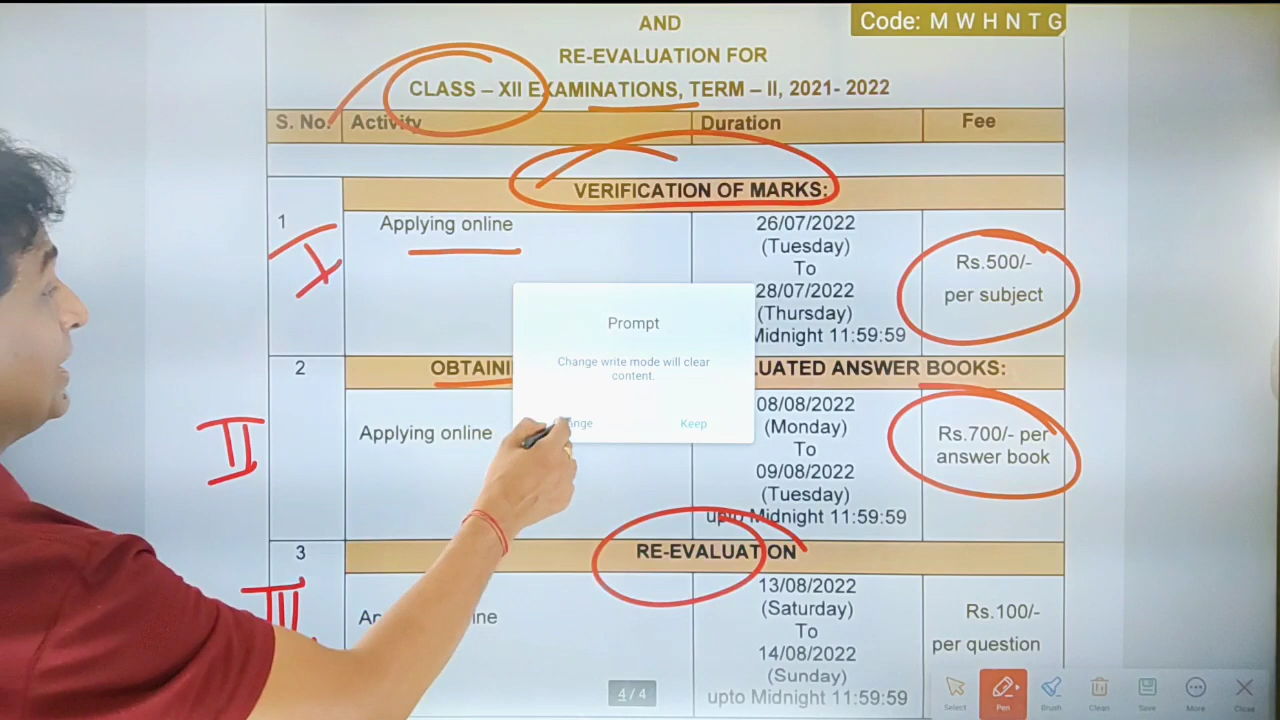 AND
Code: M W H N T G
RE-EVALUATION FOR
CLASS – XII EXAMINATIONS, TERM – II, 2021- 2022
S. No. Activity Duration Fee
VERIFICATION OF MARKS:
1 Applying online 26/07/2022
(Tuesday)
To
28/07/2022
(Thursday)
Midnight 11:59:59
Rs.500/-
per subject
I
Prompt
Change write mode will clear
content.
Keep
2 OBTAINI UATED ANSWER BOOKS:
Applying online 08/08/2022
(Monday)
To
09/08/2022
(Tuesday)
upto Midnight 11:59:59
Rs.700/- per
answer book
II
3 RE-EVALUATION
13/08/2022
(Saturday)
To
14/08/2022
(Sunday)
upto Midnight 11:59:59
Rs.100/-
per question
III
4/4
Select Pen Brush Clean Save More Close